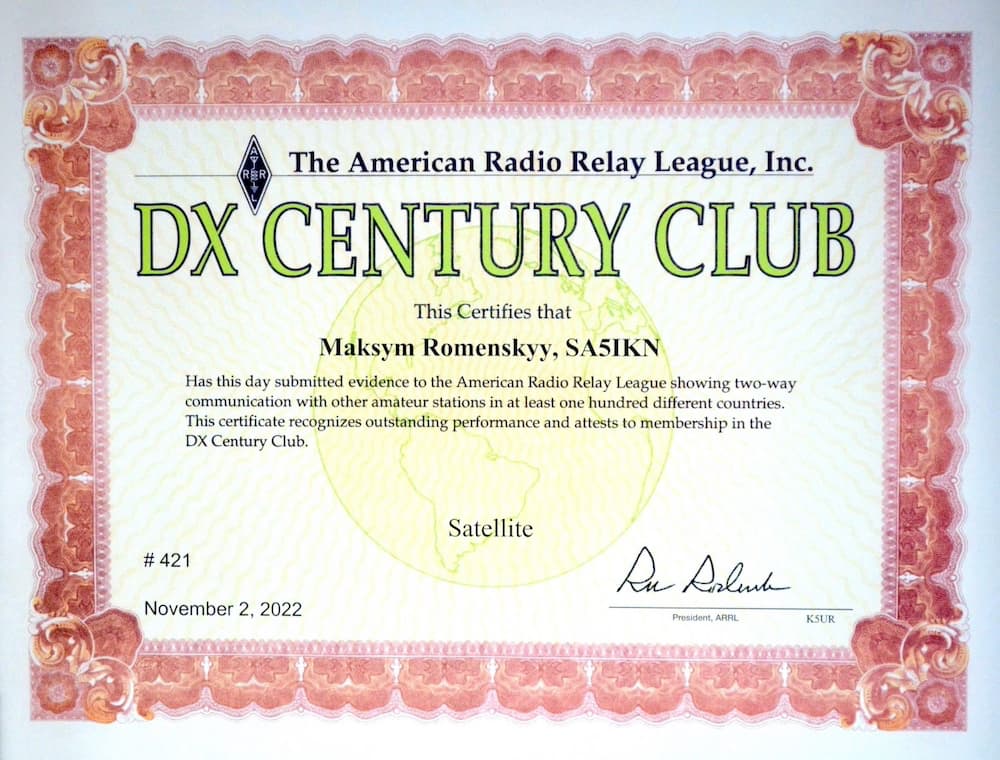 The American Radio Relay League, Inc.
ARRL
DX CENTURY CLUB
This Certifies that
Maksym Romenskyy, SA5IKN
Has this day submitted evidence to the American Radio Relay League showing two-way
communication with other amateur stations in at least one hundred different countries.
This certificate recognizes outstanding performance and attests to membership in the
DX Century Club.
Satellite
# 421
November 2, 2022
President, ARRL K5UR